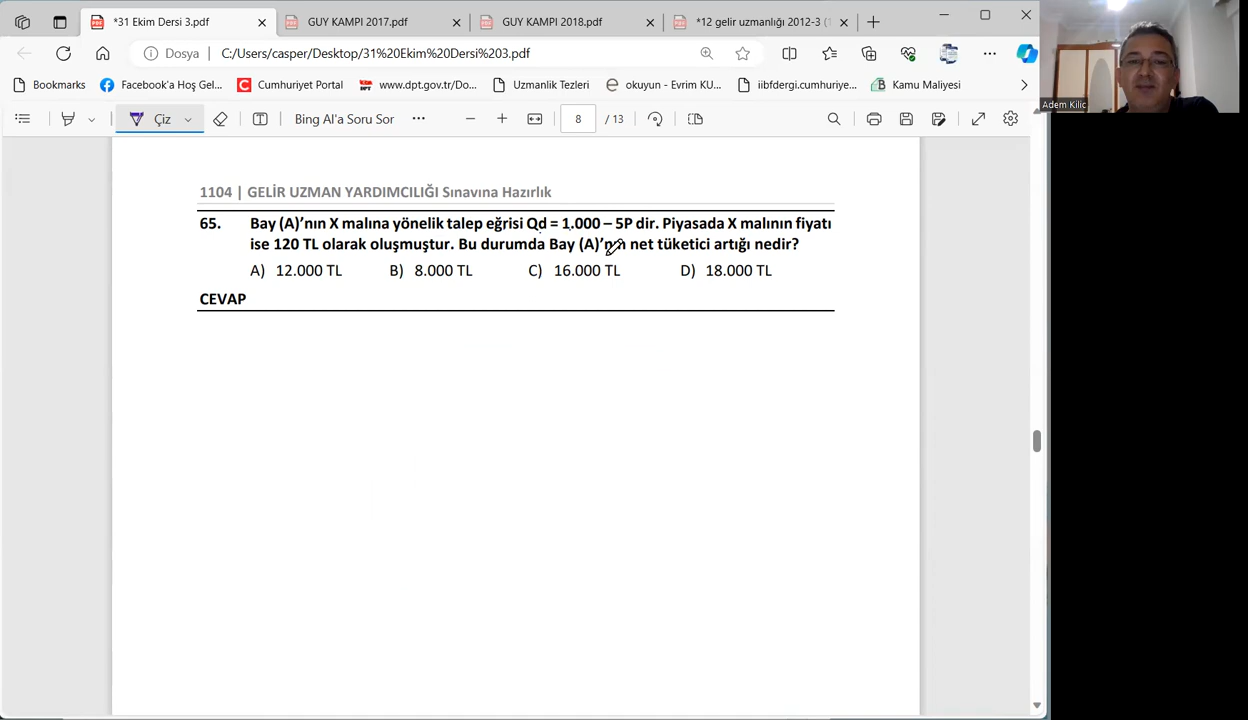 *31 Ekim Dersi 3.pdf
GUY KAMPI 2017.pdf
GUY KAMPI 2018.pdf
*12 gelir uzmanlığı 2012-3 (1
Dosya
C:/Users/casper/Desktop/31%20Ekim%20Dersi%203.pdf
Bookmarks
Facebook'a Hoş Gel...
Cumhuriyet Portal
www.dpt.gov.tr/Do...
Uzmanlik Tezleri
okuyun - Evrim KU...
iibfdergi.cumhuriye...
Kamu Maliyesi
Adem Kilic
Çiz
Bing AI'a Soru Sor
8 / 13
1104 | GELİR UZMAN YARDIMCILIĞI Sınavına Hazırlık
65. Bay (A)'nın X malına yönelik talep eğrisi Qd = 1.000 – 5P dir. Piyasada X malının fiyatı
ise 120 TL olarak oluşmuştur. Bu durumda Bay (A)'nın net tüketici artığı nedir?
A) 12.000 TL B) 8.000 TL C) 16.000 TL D) 18.000 TL
CEVAP